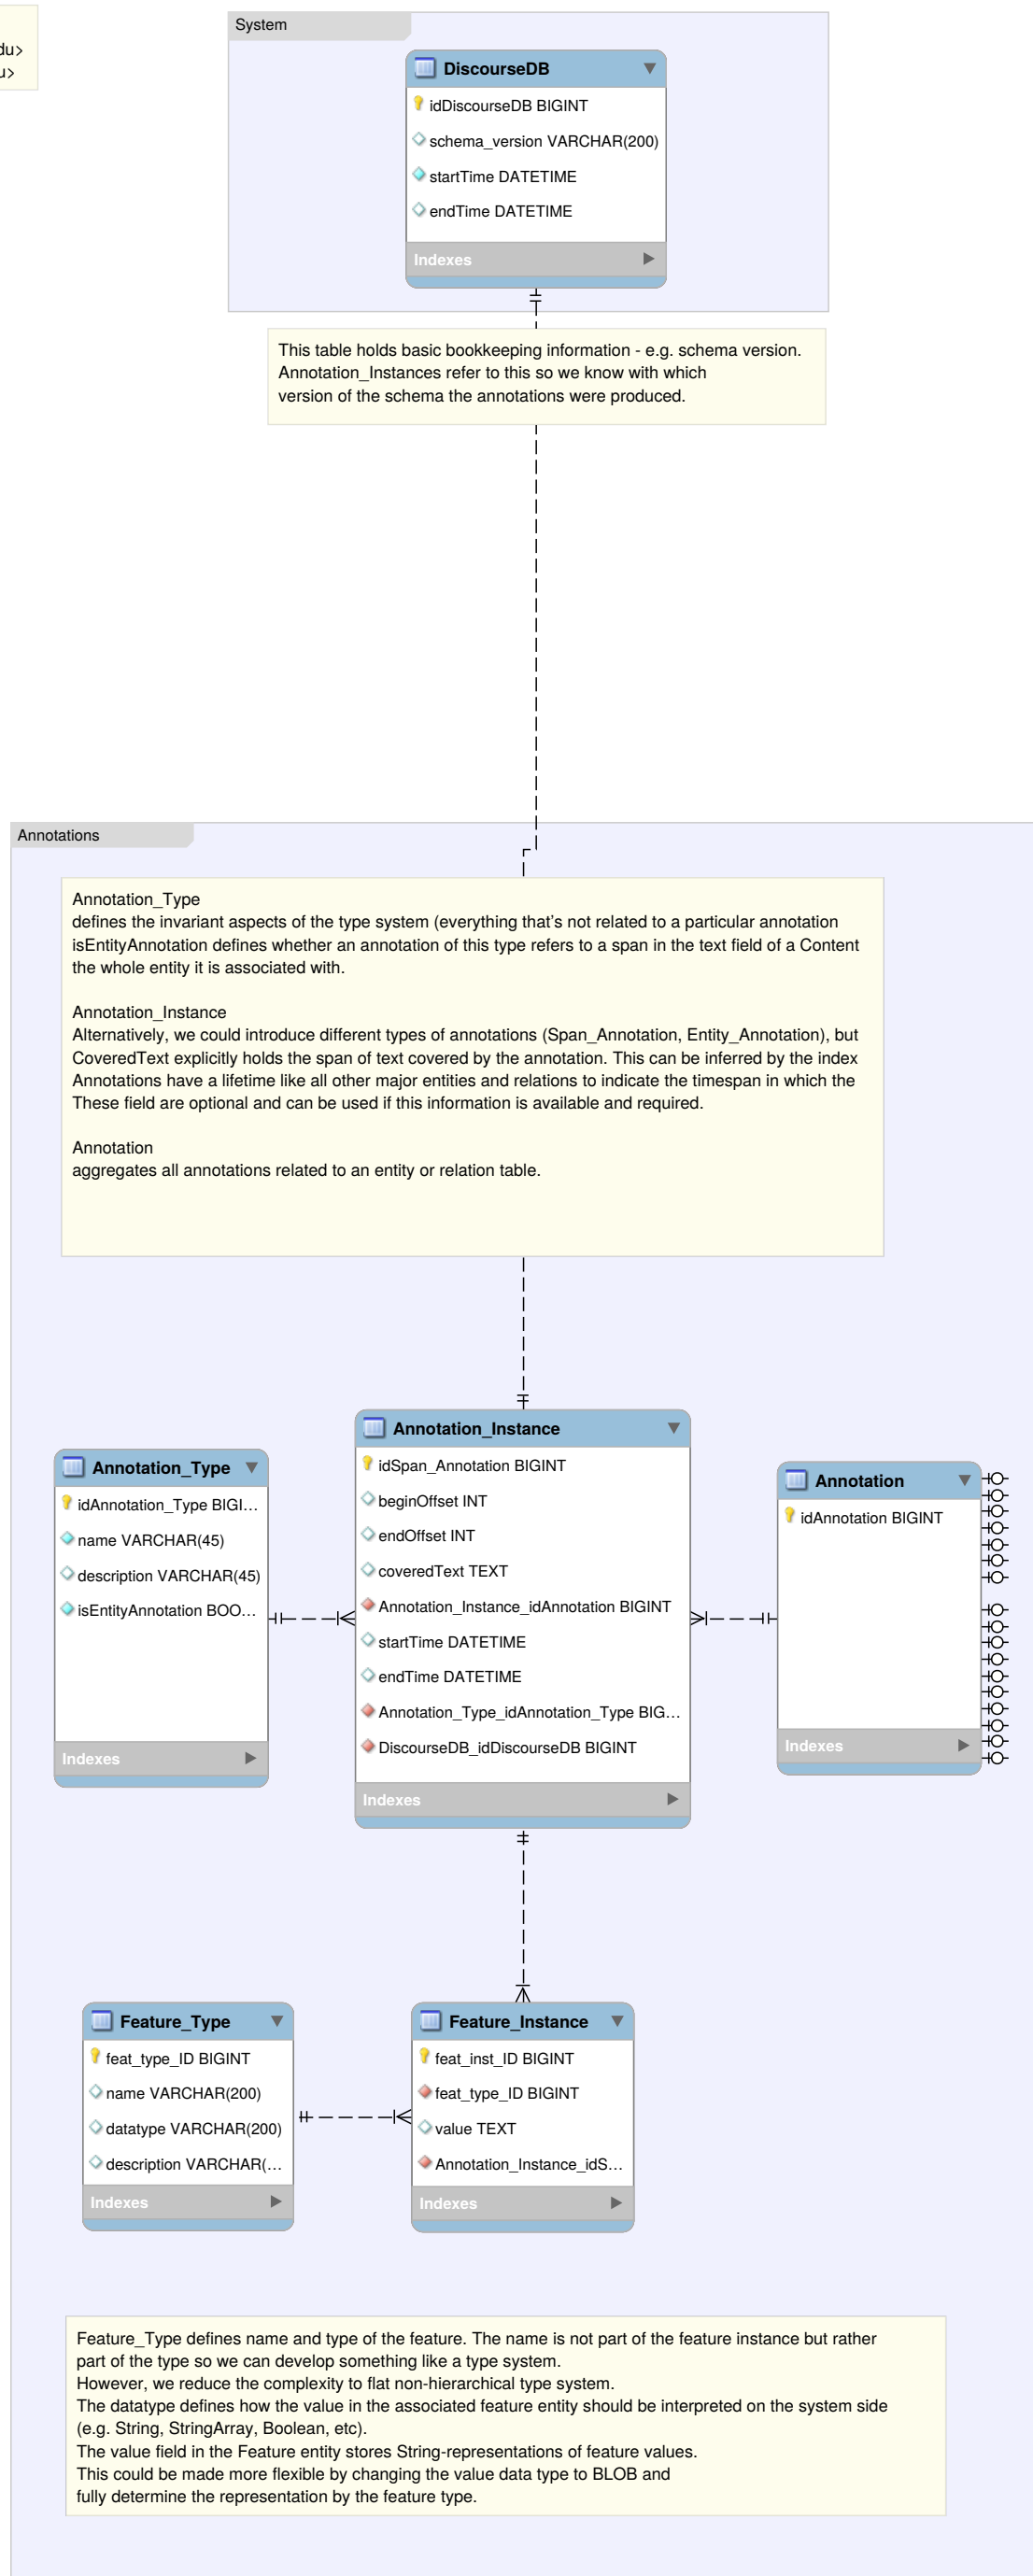 du>
u>
System
DiscourseDB
idDiscourseDB BIGINT
schema_version VARCHAR(200)
startTime DATETIME
endTime DATETIME
Indexes
This table holds basic bookkeeping information - e.g. schema version.
Annotation_Instances refer to this so we know with which
version of the schema the annotations were produced.
Annotations
Annotation_Type
defines the invariant aspects of the type system (everything that's not related to a particular annotation
isEntityAnnotation defines whether an annotation of this type refers to a span in the text field of a Content
the whole entity it is associated with.
Annotation_Instance
Alternatively, we could introduce different types of annotations (Span_Annotation, Entity_Annotation), but
CoveredText explicitly holds the span of text covered by the annotation. This can be inferred by the index
Annotations have a lifetime like all other major entities and relations to indicate the timespan in which the
These field are optional and can be used if this information is available and required.
Annotation
aggregates all annotations related to an entity or relation table.
Annotation_Type
idAnnotation_Type BIGI...
name VARCHAR(45)
description VARCHAR(45)
isEntityAnnotation BOO...
Indexes
Annotation_Instance
idSpan_Annotation BIGINT
beginOffset INT
endOffset INT
coveredText TEXT
Annotation_Instance_idAnnotation BIGINT
startTime DATETIME
endTime DATETIME
Annotation_Type_idAnnotation_Type BIG...
DiscourseDB_idDiscourseDB BIGINT
Indexes
Annotation
idAnnotation BIGINT
Indexes
Feature_Type
feat_type_ID BIGINT
name VARCHAR(200)
datatype VARCHAR(200)
description VARCHAR(...
Indexes
Feature_Instance
feat_inst_ID BIGINT
feat_type_ID BIGINT
value TEXT
Annotation_Instance_idS...
Indexes
Feature_Type defines name and type of the feature. The name is not part of the feature instance but rather
part of the type so we can develop something like a type system.
However, we reduce the complexity to flat non-hierarchical type system.
The datatype defines how the value in the associated feature entity should be interpreted on the system side
(e.g. String, StringArray, Boolean, etc).
The value field in the Feature entity stores String-representations of feature values.
This could be made more flexible by changing the value data type to BLOB and
fully determine the representation by the feature type.